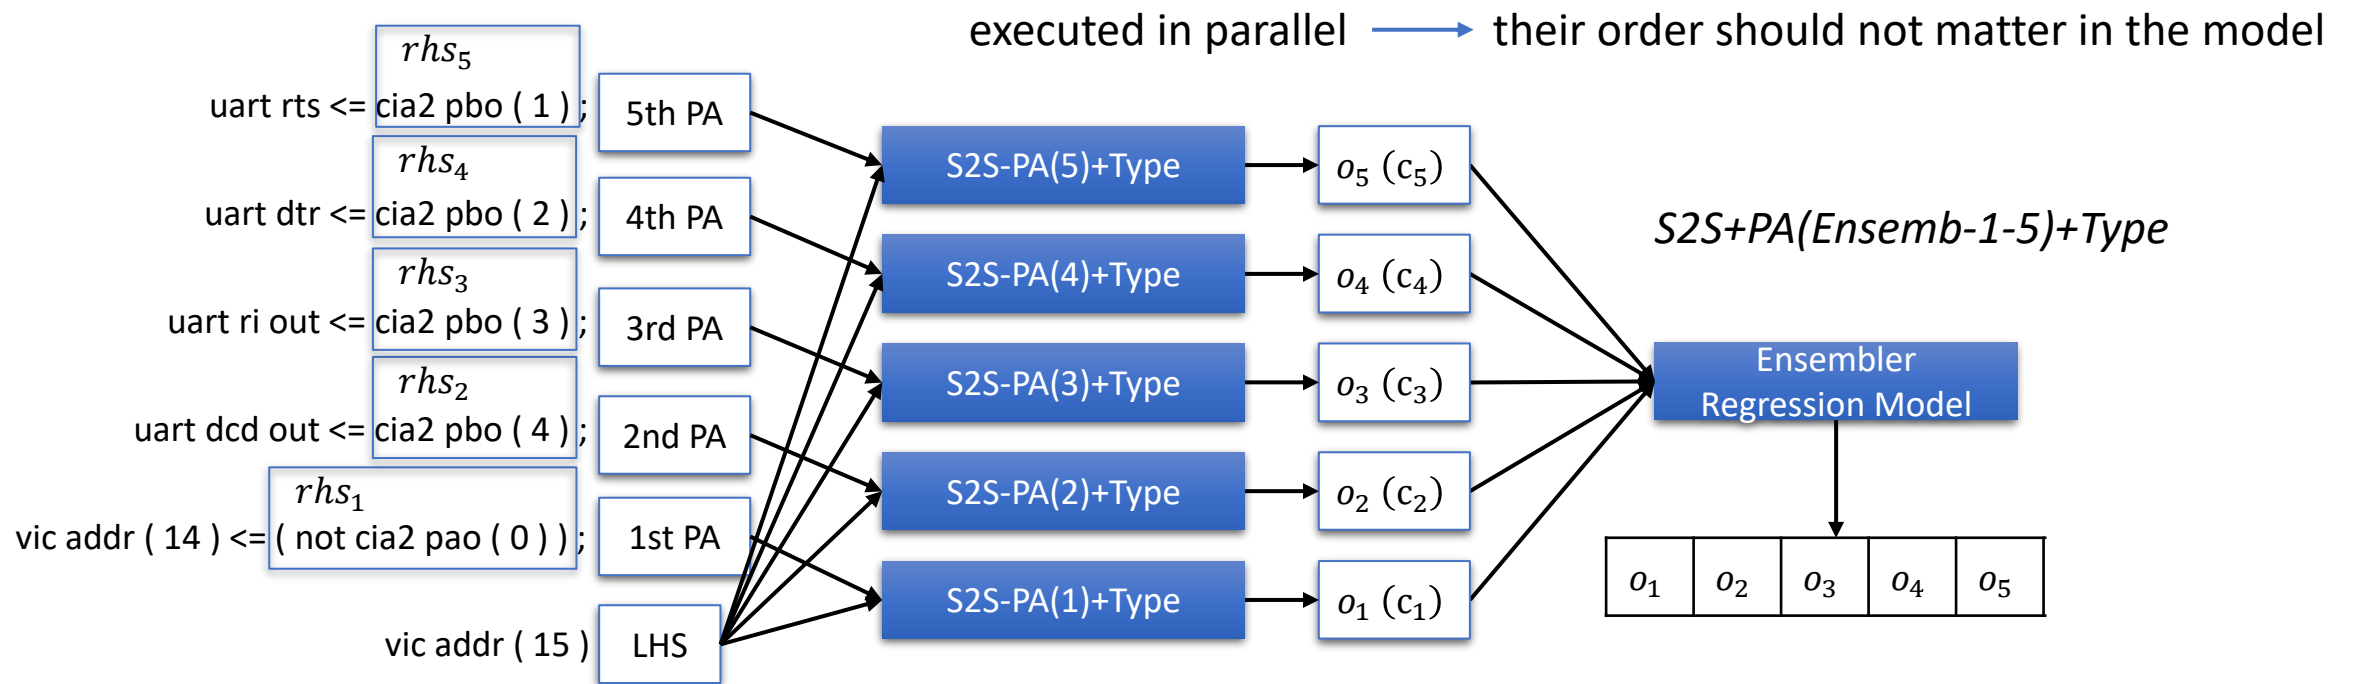 executed in parallel → their order should not matter in the model
rhs₅
uart rts <= cia2 pbo ( 1 ) ;
5th PA
S2S-PA(5)+Type
o₅ (c₅)
rhs₄
uart dtr <= cia2 pbo ( 2 ) ;
4th PA
S2S-PA(4)+Type
o₄ (c₄)
S2S+PA(Ensemb-1-5)+Type
rhs₃
uart ri out <= cia2 pbo ( 3 ) ;
3rd PA
S2S-PA(3)+Type
o₃ (c₃)
Ensembler
Regression Model
rhs₂
uart dcd out <= cia2 pbo ( 4 ) ;
2nd PA
S2S-PA(2)+Type
o₂ (c₂)
rhs₁
vic addr ( 14 ) <= ( not cia2 pao ( 0 ) ) ;
1st PA
S2S-PA(1)+Type
o₁ (c₁)
o₁ o₂ o₃ o₄ o₅
vic addr ( 15 )
LHS